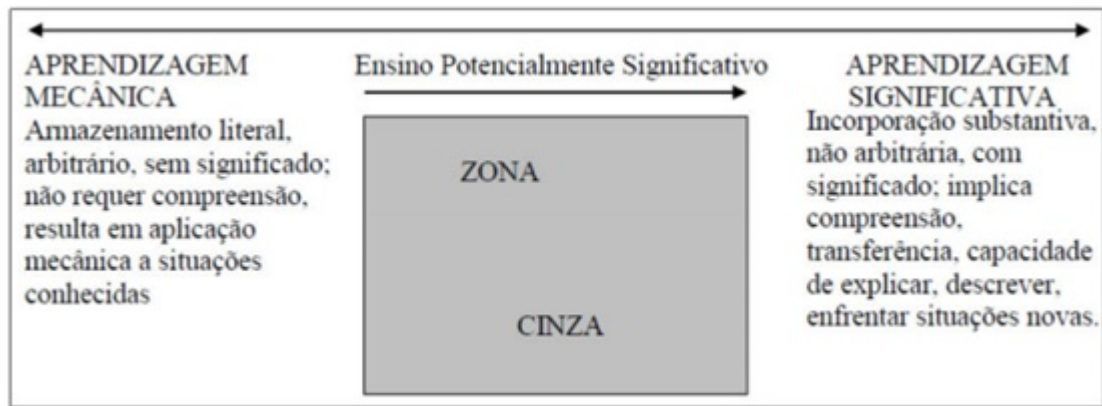 APRENDIZAGEM
MECÂNICA
Armazenamento literal,
arbitrário, sem significado;
não requer compreensão,
resulta em aplicação
mecânica a situações
conhecidas
Ensino Potencialmente Significativo
ZONA
CINZA
APRENDIZAGEM
SIGNIFICATIVA
Incorporação substantiva,
não arbitrária, com
significado; implica
compreensão,
transferência, capacidade
de explicar, descrever,
enfrentar situações novas.